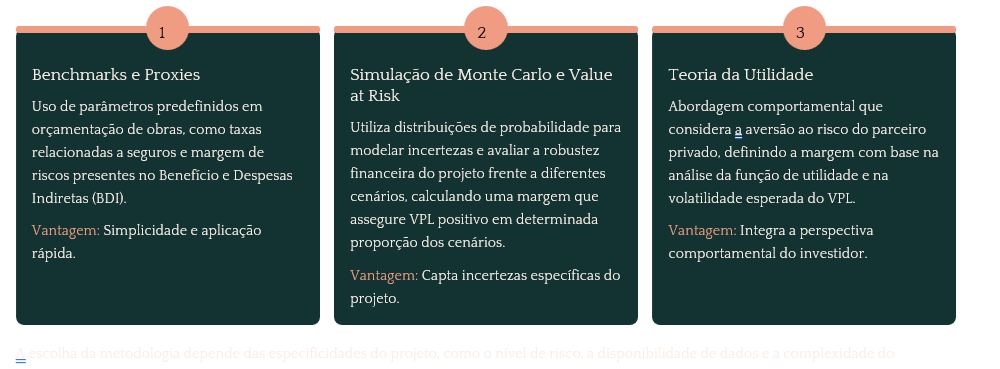 1
Benchmarks e Proxies
Uso de parâmetros predefinidos em
orçamentação de obras, como taxas
relacionadas a seguros e margem de
riscos presentes no Benefício e Despesas
Indiretas (BDI).
Vantagem: Simplicidade e aplicação
rápida.
2
Simulação de Monte Carlo e Value
at Risk
Utiliza distribuições de probabilidade para
modelar incertezas e avaliar a robustez
financeira do projeto frente a diferentes
cenários, calculando uma margem que
assegure VPL positivo em determinada
proporção dos cenários.
Vantagem: Capta incertezas específicas do
projeto.
3
Teoria da Utilidade
Abordagem comportamental que
considera a aversão ao risco do parceiro
privado, definindo a margem com base na
análise da função de utilidade e na
volatilidade esperada do VPL.
Vantagem: Integra a perspectiva
comportamental do investidor.
A escolha da metodologia depende das especificidades do projeto, como o nível de risco, a disponibilidade de dados e a complexidade do